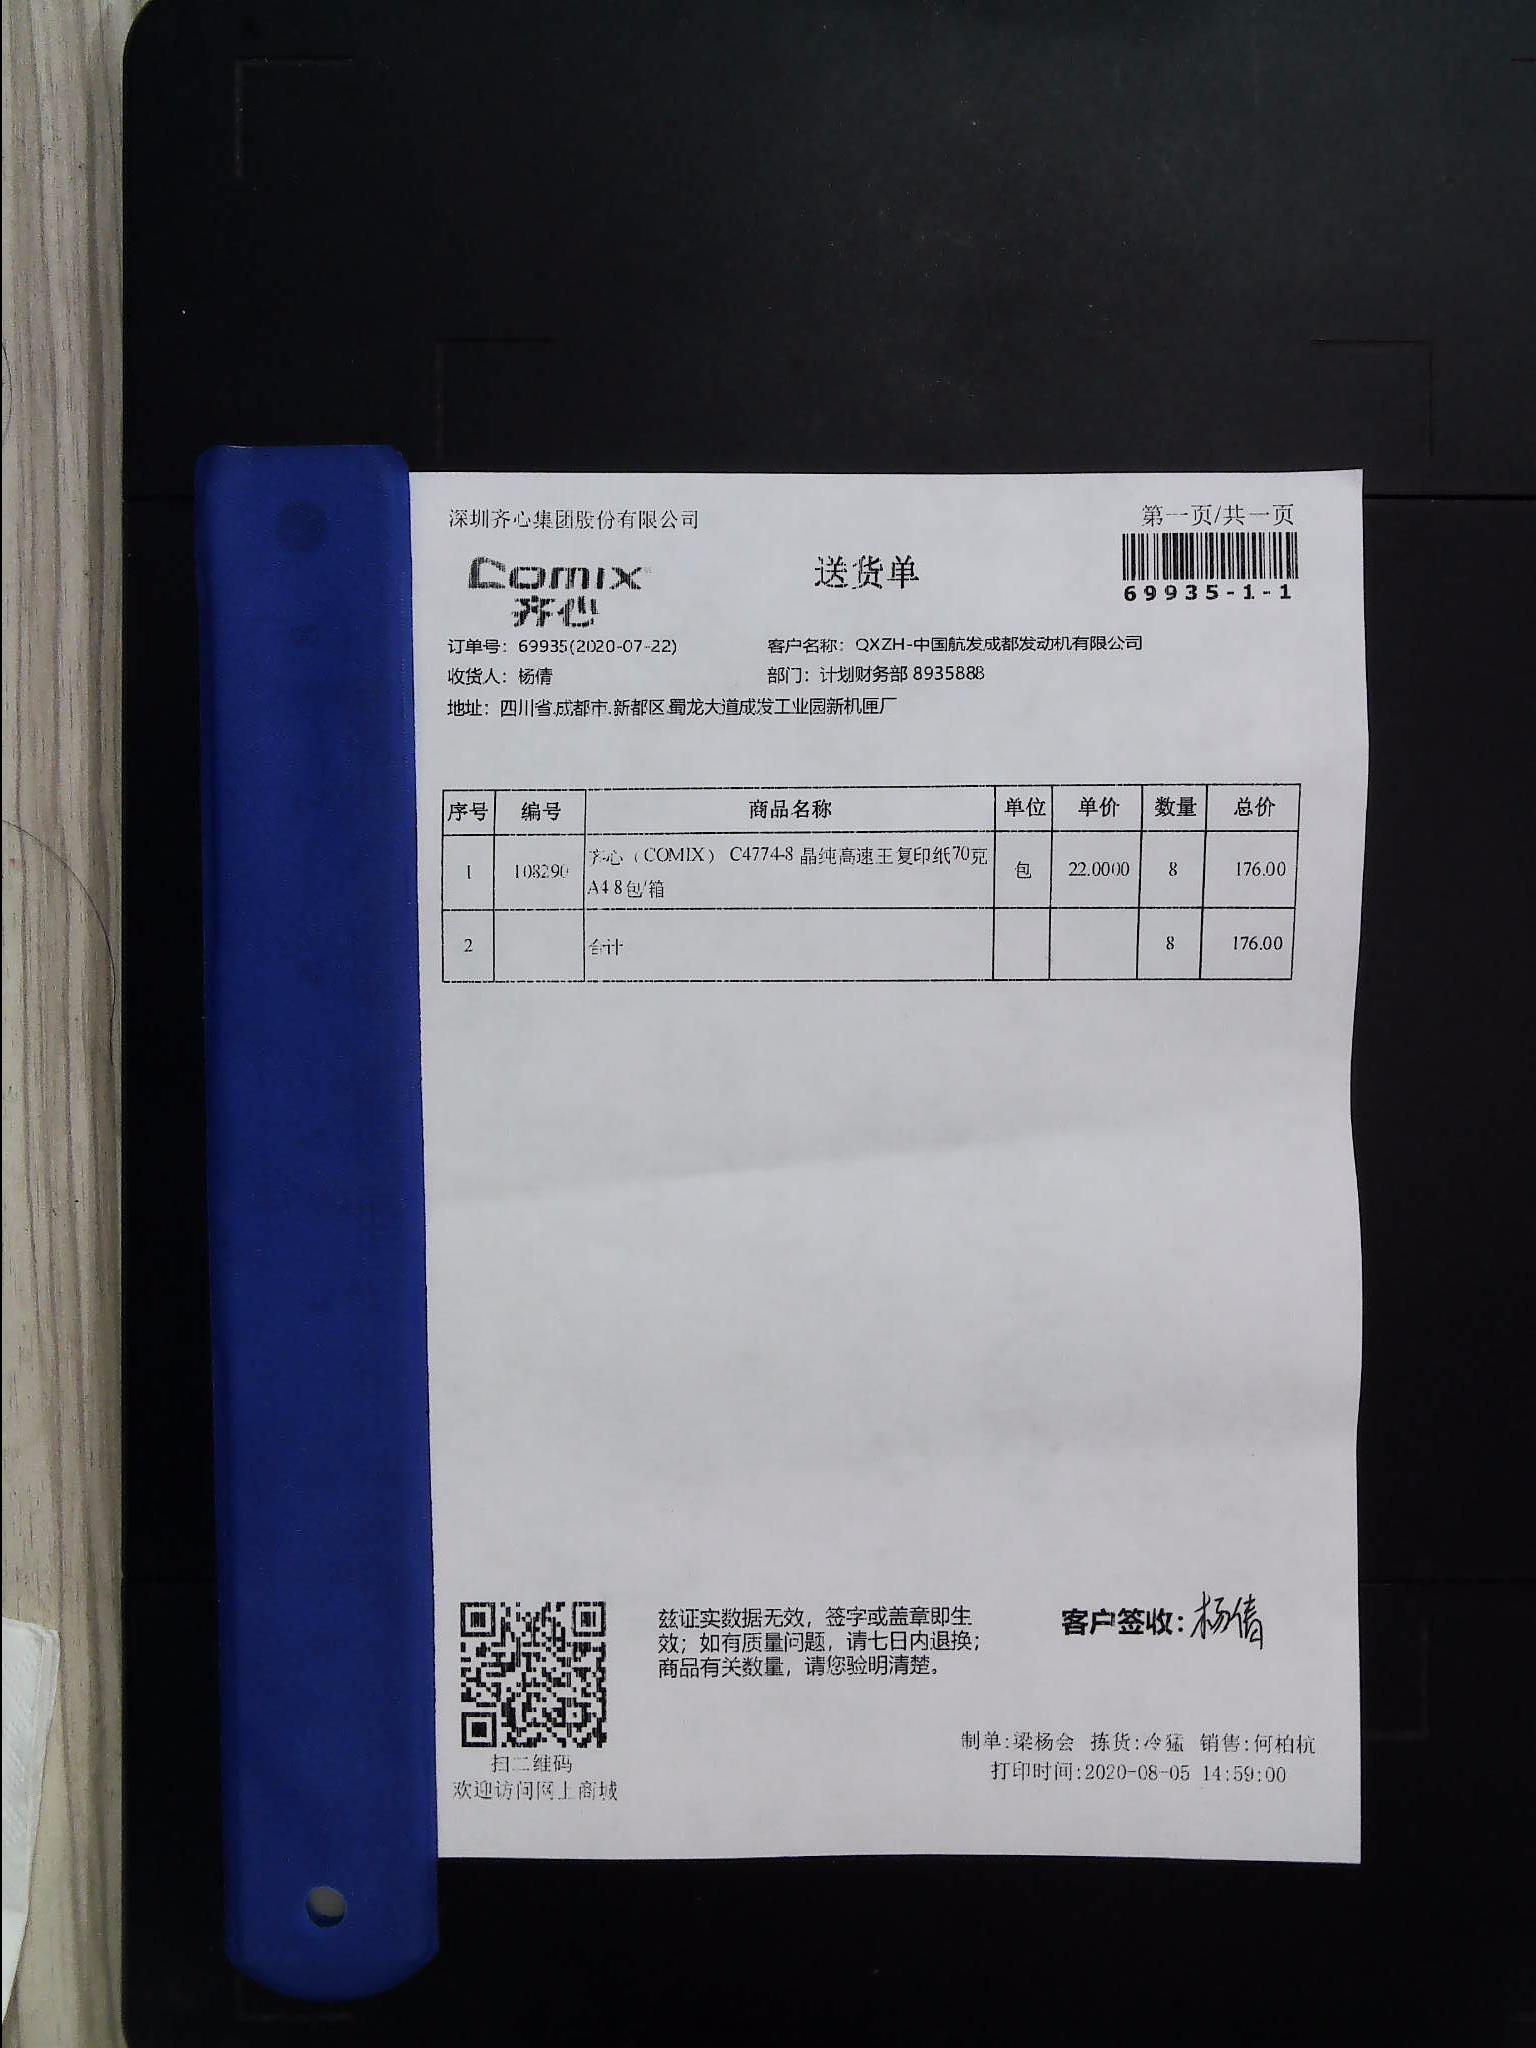 深圳齐心集团股份有限公司
第一页/共一页
Comix
齐心
送货单
69935-1-1
订单号：69935(2020-07-22) 客户名称：QXZH-中国航发成都发动机有限公司
收货人：杨倩 部门：计划财务部 8935888
地址：四川省.成都市.新都区.蜀龙大道成发工业园新机匣厂
序号 编号 商品名称 单位 单价 数量 总价
1 108290 齐心（COMIX） C4774-8 晶纯高速王复印纸70克 包 22.0000 8 176.00
A4 8包/箱
2 合计 8 176.00
兹证实数据无效，签字或盖章即生
效；如有质量问题，请七日内退换；
商品有关数量，请您验明清楚。
客户签收：杨倩
扫二维码
欢迎访问网上商城
制单:梁杨会 拣货:冷猛 销售:何柏杭
打印时间:2020-08-05 14:59:00